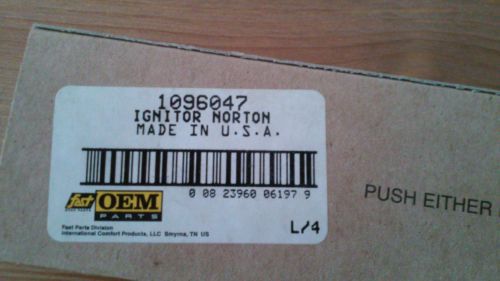 1096047
IGNITOR NORTON
MADE IN U.S.A.
0 08 23960 06197 9
Fast OEM
PARTS
L/4
Fast Parts Division
International Comfort Products, LLC Smyrna, TN US
PUSH EITHER